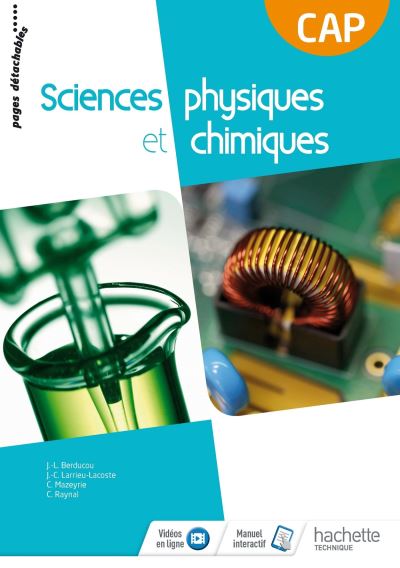 pages détachables
CAP
Sciences physiques
et chimiques
J.-L. Berducou
J.-C. Larrieu-Lacoste
C. Mazeyrie
C. Raynal
Vidéos
en ligne
Manuel
interactif
hachette
TECHNIQUE